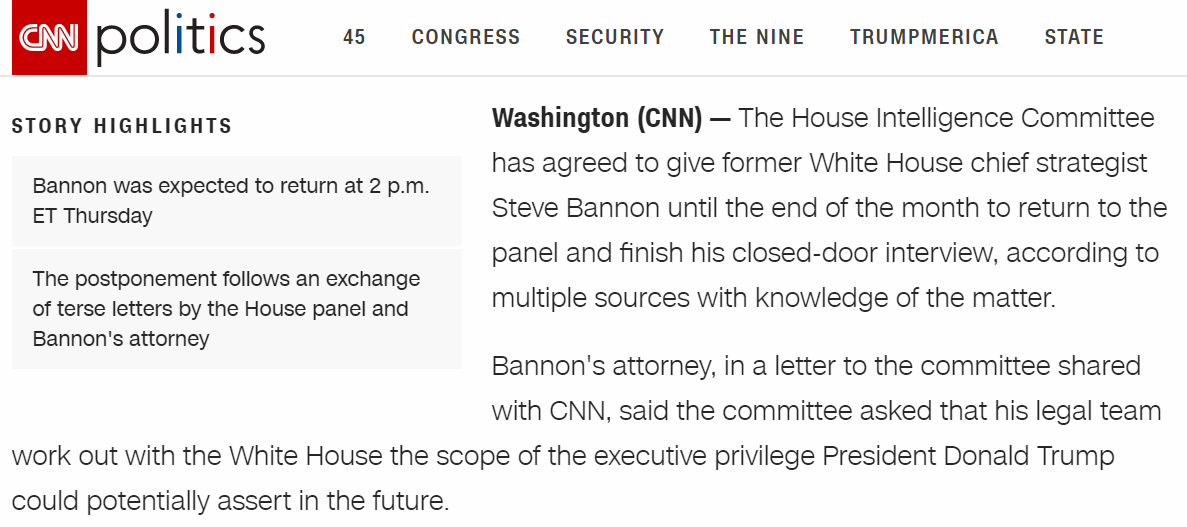 CNN politics 45 CONGRESS SECURITY THE NINE TRUMPMERICA STATE
STORY HIGHLIGHTS
Bannon was expected to return at 2 p.m.
ET Thursday
The postponement follows an exchange
of terse letters by the House panel and
Bannon's attorney
Washington (CNN) — The House Intelligence Committee
has agreed to give former White House chief strategist
Steve Bannon until the end of the month to return to the
panel and finish his closed-door interview, according to
multiple sources with knowledge of the matter.
Bannon's attorney, in a letter to the committee shared
with CNN, said the committee asked that his legal team
work out with the White House the scope of the executive privilege President Donald Trump
could potentially assert in the future.